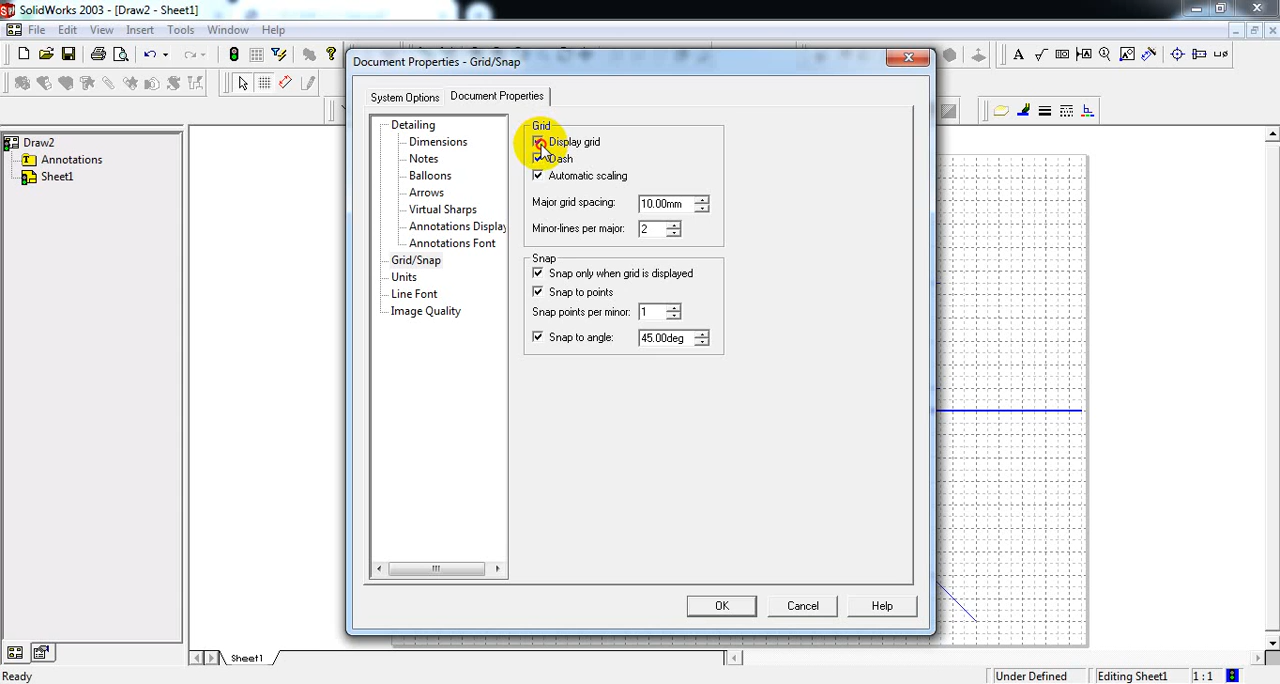 SolidWorks 2003 - [Draw2 - Sheet1]
File Edit View Insert Tools Window Help
Document Properties - Grid/Snap
System Options Document Properties
Draw2
Annotations
Sheet1
Detailing
Dimensions
Notes
Balloons
Arrows
Virtual Sharps
Annotations Display
Annotations Font
Grid/Snap
Units
Line Font
Image Quality
Grid
Display grid
Dash
Automatic scaling
Major grid spacing: 10.00mm
Minor-lines per major: 2
Snap
Snap only when grid is displayed
Snap to points
Snap points per minor: 1
Snap to angle: 45.00deg
OK Cancel Help
Sheet1
Ready Under Defined Editing Sheet1 1 : 1